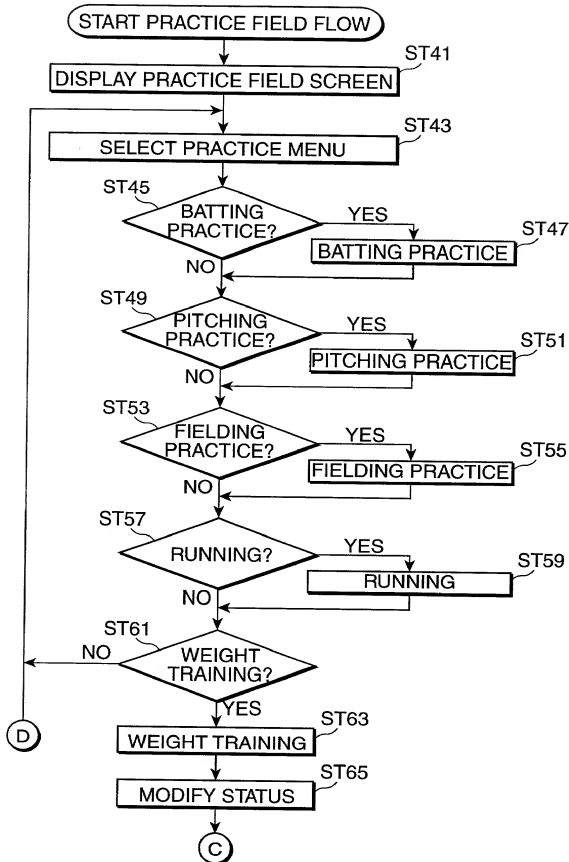 START PRACTICE FIELD FLOW
ST41
DISPLAY PRACTICE FIELD SCREEN
ST43
SELECT PRACTICE MENU
ST45
BATTING
PRACTICE?
YES
ST47
BATTING PRACTICE
NO
ST49
PITCHING
PRACTICE?
YES
ST51
PITCHING PRACTICE
NO
ST53
FIELDING
PRACTICE?
YES
ST55
FIELDING PRACTICE
NO
ST57
RUNNING?
YES
ST59
RUNNING
NO
ST61
NO
WEIGHT
TRAINING?
YES
D
ST63
WEIGHT TRAINING
ST65
MODIFY STATUS
C